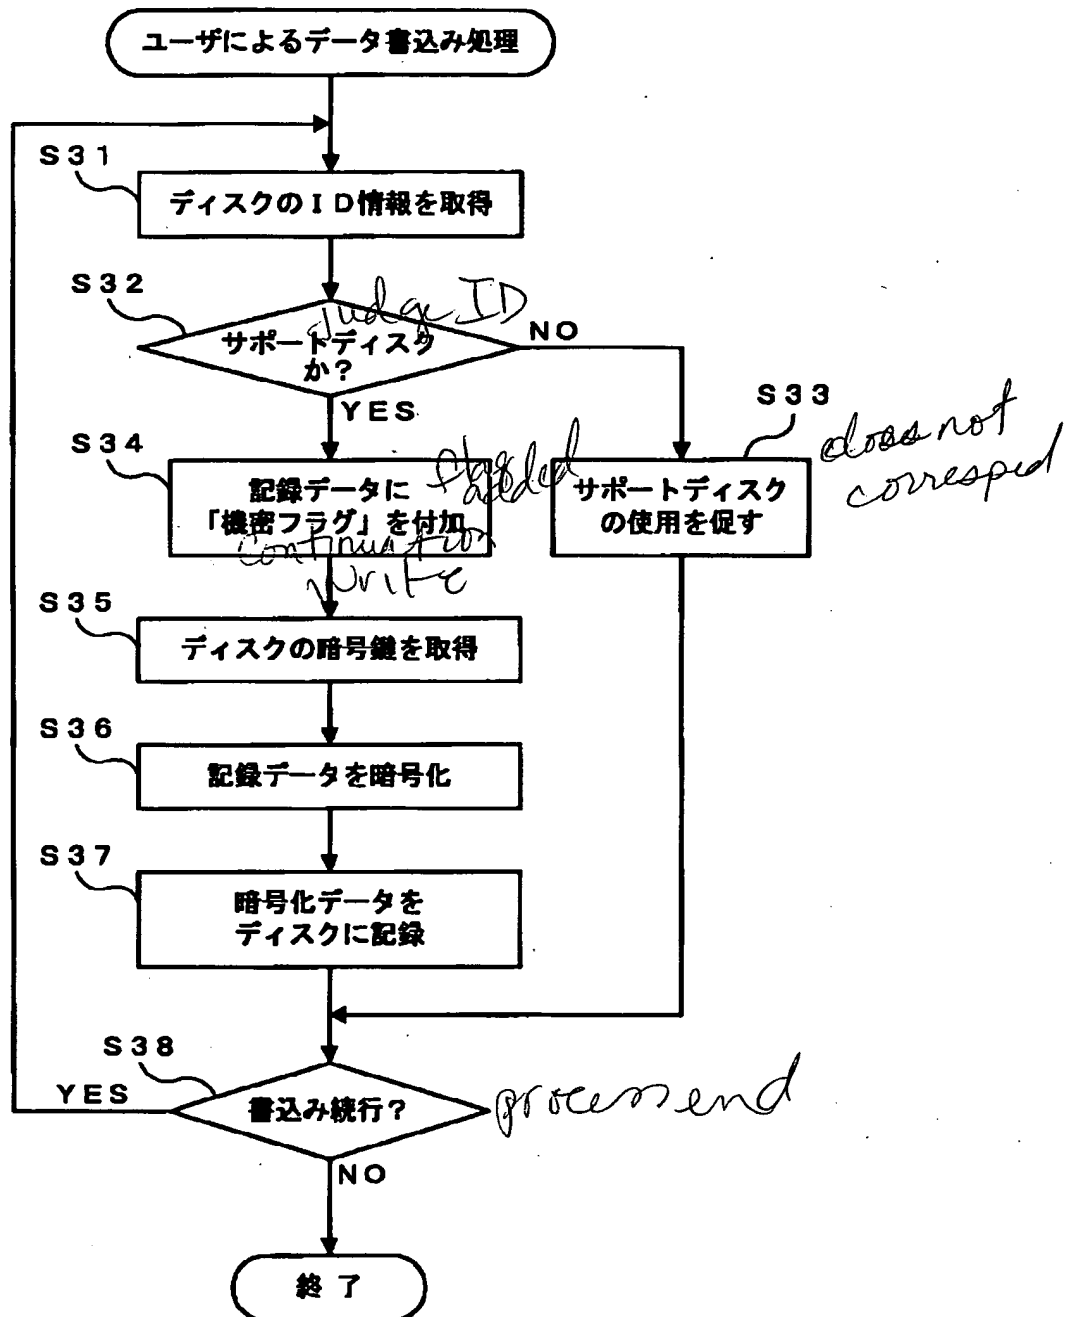 ユーザによるデータ書込み処理
S31
ディスクのID情報を取得
S32
Judge ID
サポートディスク
か?
NO
YES
S33
does not
correspd
S34
flag
added
記録データに
「機密フラグ」を付加
サポートディスク
の使用を促す
continuation
write
S35
ディスクの暗号鍵を取得
S36
記録データを暗号化
S37
暗号化データを
ディスクに記録
S38
YES
書込み続行?
process end
NO
終了